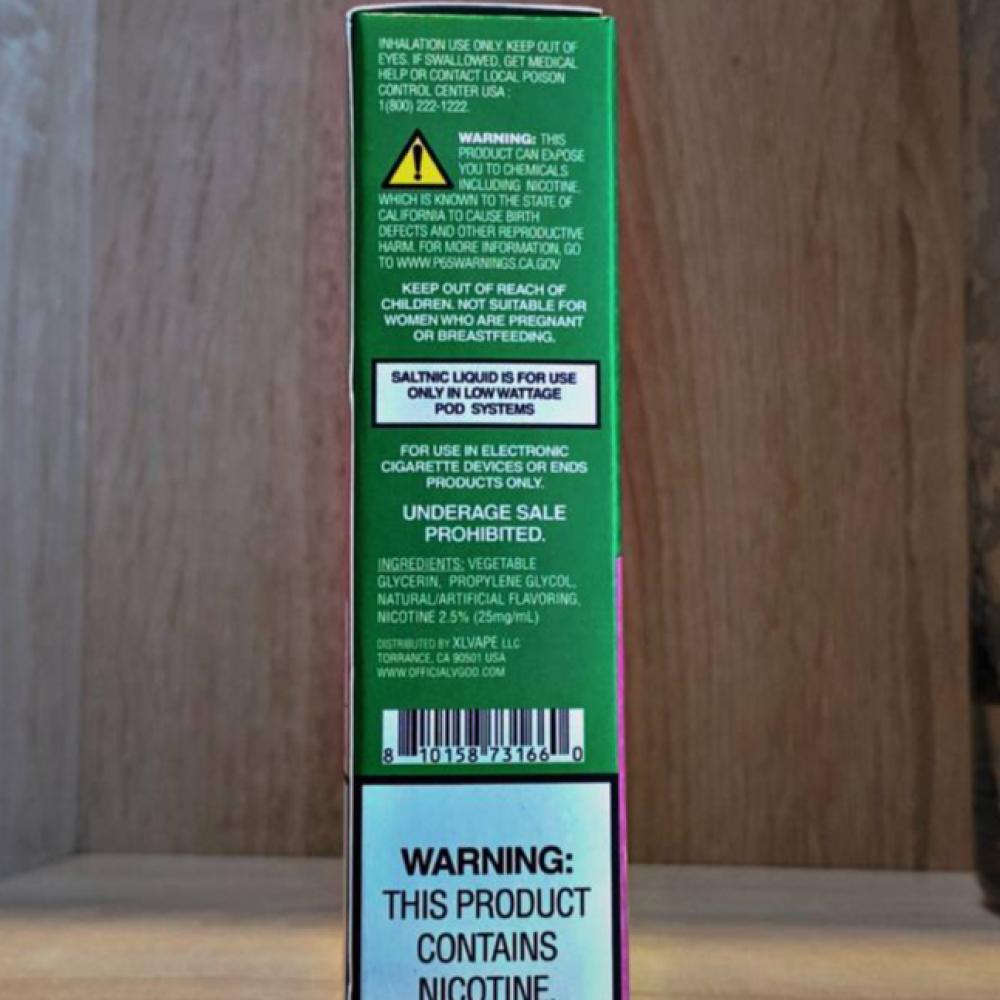 INHALATION USE ONLY. KEEP OUT OF
EYES. IF SWALLOWED, GET MEDICAL
HELP OR CONTACT LOCAL POISON
CONTROL CENTER USA :
1(800) 222-1222.
WARNING: THIS
PRODUCT CAN EXPOSE
YOU TO CHEMICALS
INCLUDING NICOTINE,
WHICH IS KNOWN TO THE STATE OF
CALIFORNIA TO CAUSE BIRTH
DEFECTS AND OTHER REPRODUCTIVE
HARM. FOR MORE INFORMATION, GO
TO WWW.P65WARNINGS.CA.GOV
KEEP OUT OF REACH OF
CHILDREN. NOT SUITABLE FOR
WOMEN WHO ARE PREGNANT
OR BREASTFEEDING.
SALTNIC LIQUID IS FOR USE
ONLY IN LOW WATTAGE
POD SYSTEMS
FOR USE IN ELECTRONIC
CIGARETTE DEVICES OR ENDS
PRODUCTS ONLY.
UNDERAGE SALE
PROHIBITED.
INGREDIENTS: VEGETABLE
GLYCERIN, PROPYLENE GLYCOL,
NATURAL/ARTIFICIAL FLAVORING,
NICOTINE 2.5% (25mg/mL)
DISTRIBUTED BY XLVAPE LLC
TORRANCE, CA 90501 USA
WWW.OFFICIALVGOD.COM
8 10158 73166 0
WARNING:
THIS PRODUCT
CONTAINS
NICOTINE.